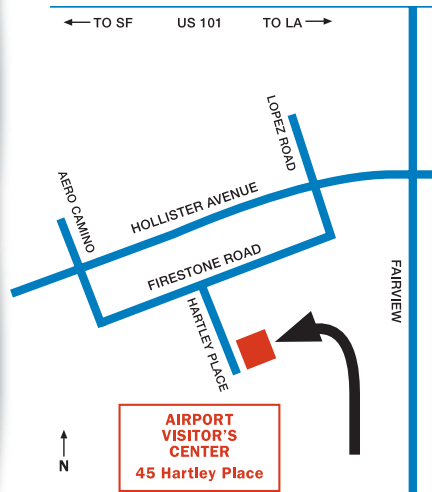 TO SF US 101 TO LA
LOPEZ ROAD
AERO CAMINO
HOLLISTER AVENUE
FIRESTONE ROAD
FAIRVIEW
HARTLEY PLACE
AIRPORT
VISITOR'S
CENTER
45 Hartley Place
N